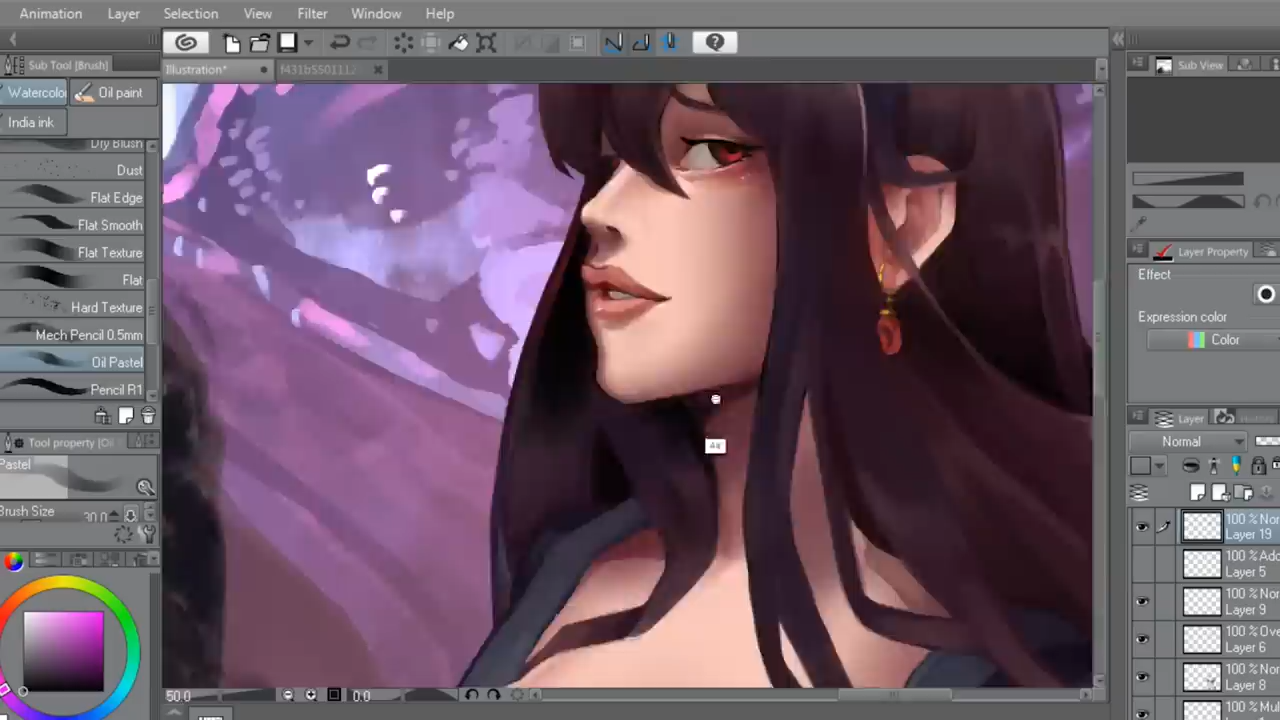 Animation Layer Selection View Filter Window Help
Sub Tool [Brush]
Sub View
Illustration*
f431b5501112
Watercolo
Oil paint
India ink
Dry Blush
Dust
Flat Edge
Flat Smooth
Flat Texture
Flat
Hard Texture
Mech Pencil 0.5mm
Oil Pastel
Pencil R1
Tool property [Oil
Pastel
Brush Size 30.0
50.0
0.0
Layer Property
Effect
Expression color
Color
Layer
Normal
100 % Nor
Layer 19
100 % Add
Layer 5
100 % Nor
Layer 9
100 % Ove
Layer 6
100 % Nor
Layer 8
100 % Mul